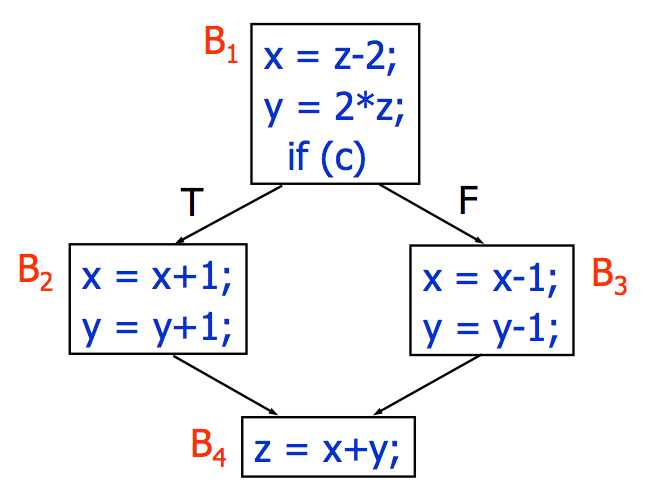 B1
x = z-2;
y = 2*z;
if (c)
T
F
B2
x = x+1;
y = y+1;
x = x-1;
y = y-1;
B3
B4
z = x+y;